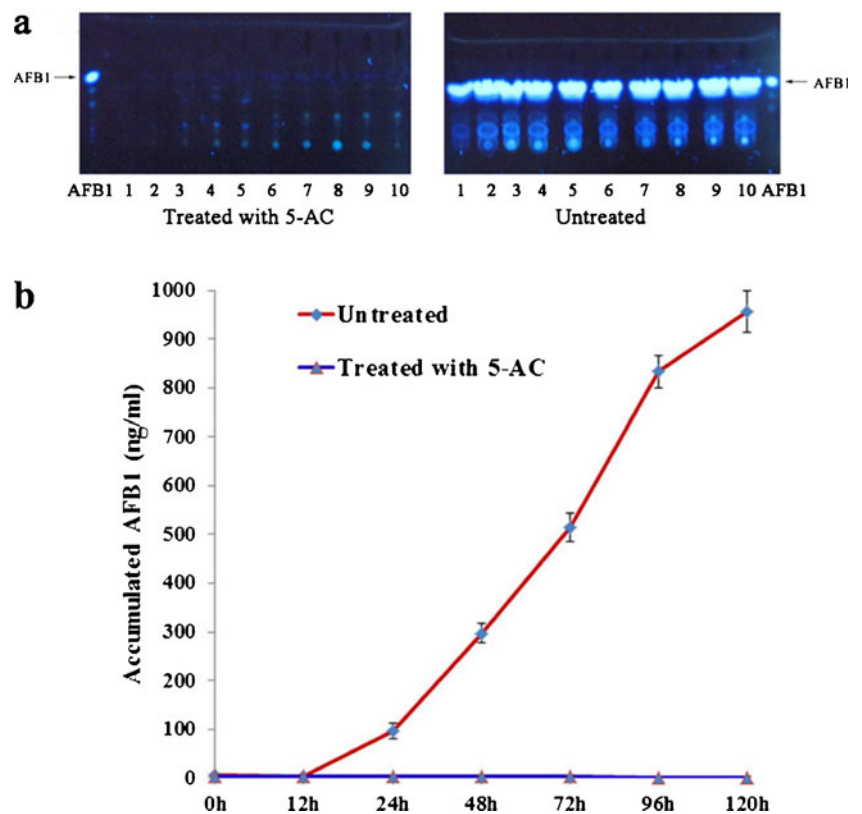 a
AFB1
AFB1
AFB1 1 2 3 4 5 6 7 8 9 10
1 2 3 4 5 6 7 8 9 10 AFB1
Treated with 5-AC
Untreated
b
1000
900
800
700
600
500
400
300
200
100
0
Accumulated AFB1 (ng/ml)
Untreated
Treated with 5-AC
0h 12h 24h 48h 72h 96h 120h